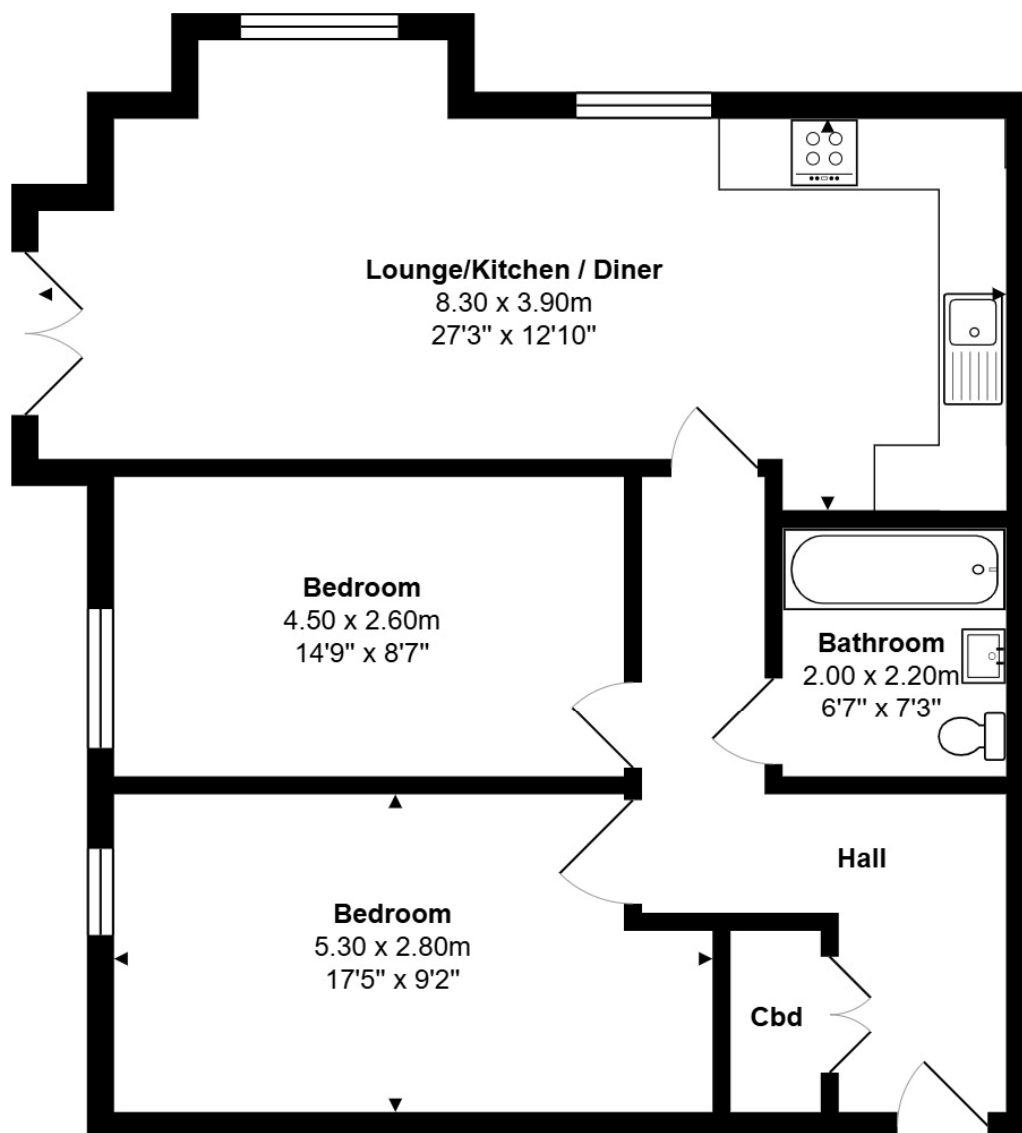 Lounge/Kitchen / Diner
8.30 x 3.90m
27'3" x 12'10"
Bedroom
4.50 x 2.60m
14'9" x 8'7"
Bathroom
2.00 x 2.20m
6'7" x 7'3"
Hall
Bedroom
5.30 x 2.80m
17'5" x 9'2"
Cbd